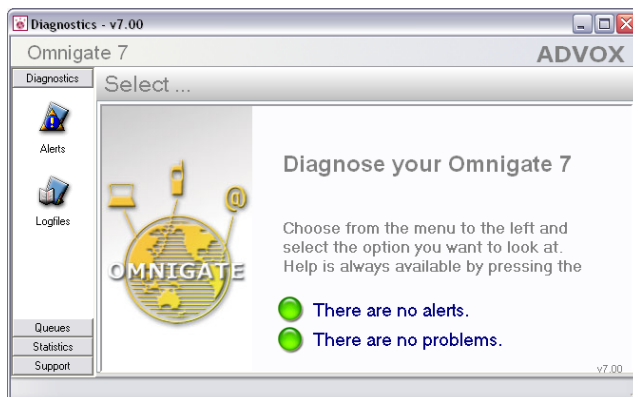 Diagnostics - v7.00
Omnigate 7
ADVOX
Diagnostics
Select ...
Alerts
Logfiles
@
OMNIGATE
Diagnose your Omnigate 7
Choose from the menu to the left and
select the option you want to look at.
Help is always available by pressing the
There are no alerts.
There are no problems.
Queues
Statistics
Support
v7.00